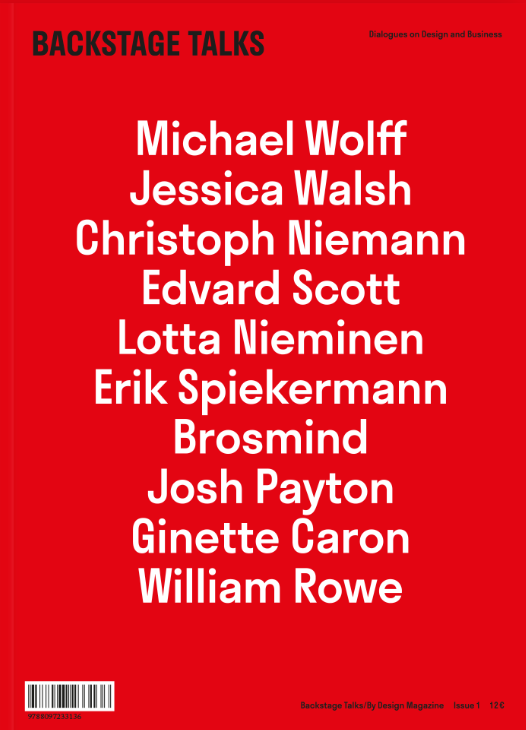 BACKSTAGE TALKS
Dialogues on Design and Business
Michael Wolff
Jessica Walsh
Christoph Niemann
Edvard Scott
Lotta Nieminen
Erik Spiekermann
Brosmind
Josh Payton
Ginette Caron
William Rowe
Backstage Talks/By Design Magazine Issue 1 12 €